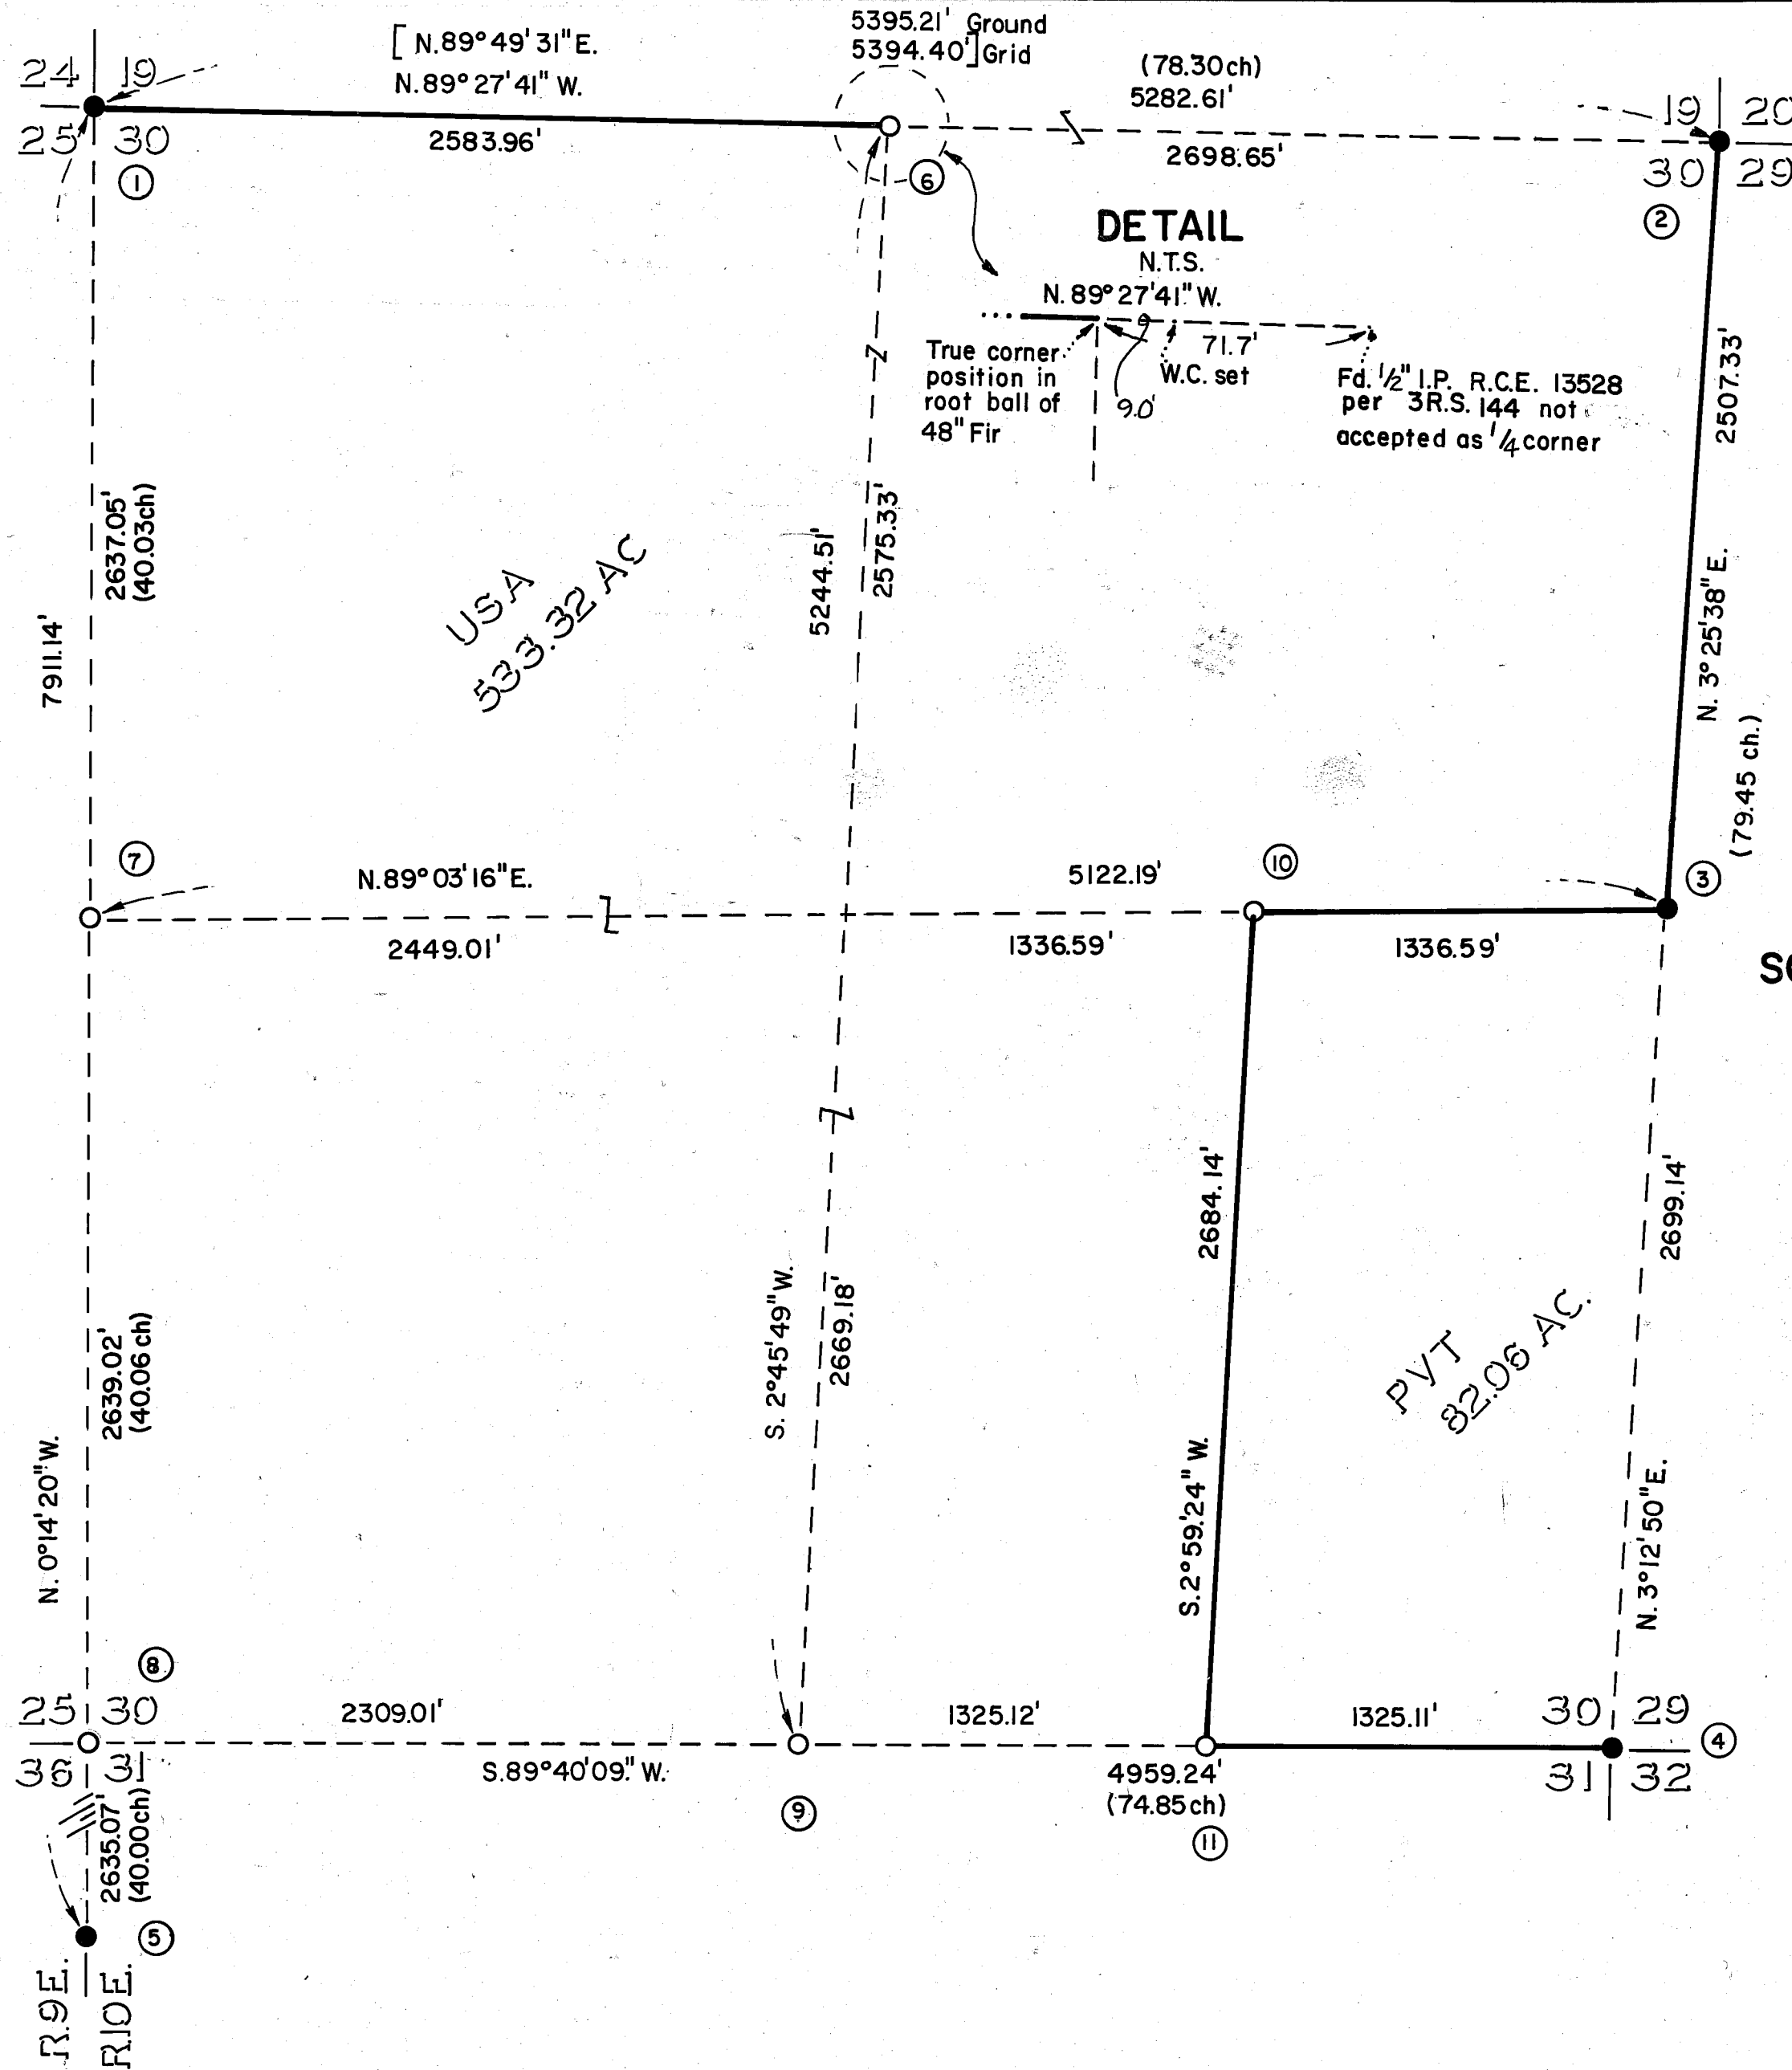 5395.21' Ground
[ N.89°49'31"E.
5394.40'] Grid
24 19
N.89°27'41" W.
(78.30ch)
5282.61'
19 20
25 30
2583.96'
2698.65'
30 29
1
6
2
DETAIL
N.T.S.
N.89°27'41"W.
True corner
position in
root ball of
48" Fir
9.0'
71.7'
W.C. set
Fd. 1/2" I.P. R.C.E. 13528
per 3R.S. 144 not
accepted as 1/4 corner
2507.33'
N. 3°25'38"E.
(79.45 ch.)
2637.05'
(40.03ch)
7911.14'
USA
533.32 AC
5244.51'
2575.33'
7
N.89°03'16"E.
5122.19'
10
3
2449.01'
1336.59'
1336.59'
2684.14'
2699.14'
S. 2°45'49"W.
2669.18'
PVT
82.06 AC.
2639.02'
(40.06 ch)
N. 0°14'20"W.
S.2°59'.24" W.
N.3°12'50"E.
8
25 30
2309.01'
1325.12'
1325.11'
30 29
4
36 31
S.89°40'09." W.
4959.24'
(74.85ch)
31 32
9
11
2635.07'
(40.00ch)
5
R.9E.
R.10E.